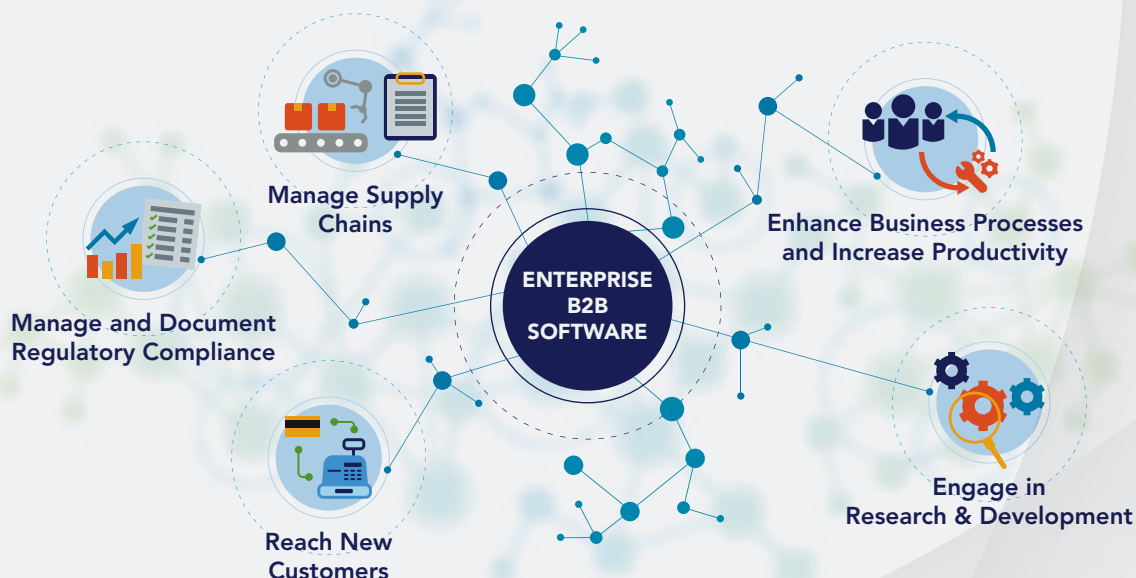 Manage Supply
Chains
Enhance Business Processes
and Increase Productivity
ENTERPRISE
B2B
SOFTWARE
Manage and Document
Regulatory Compliance
Engage in
Research & Development
Reach New
Customers